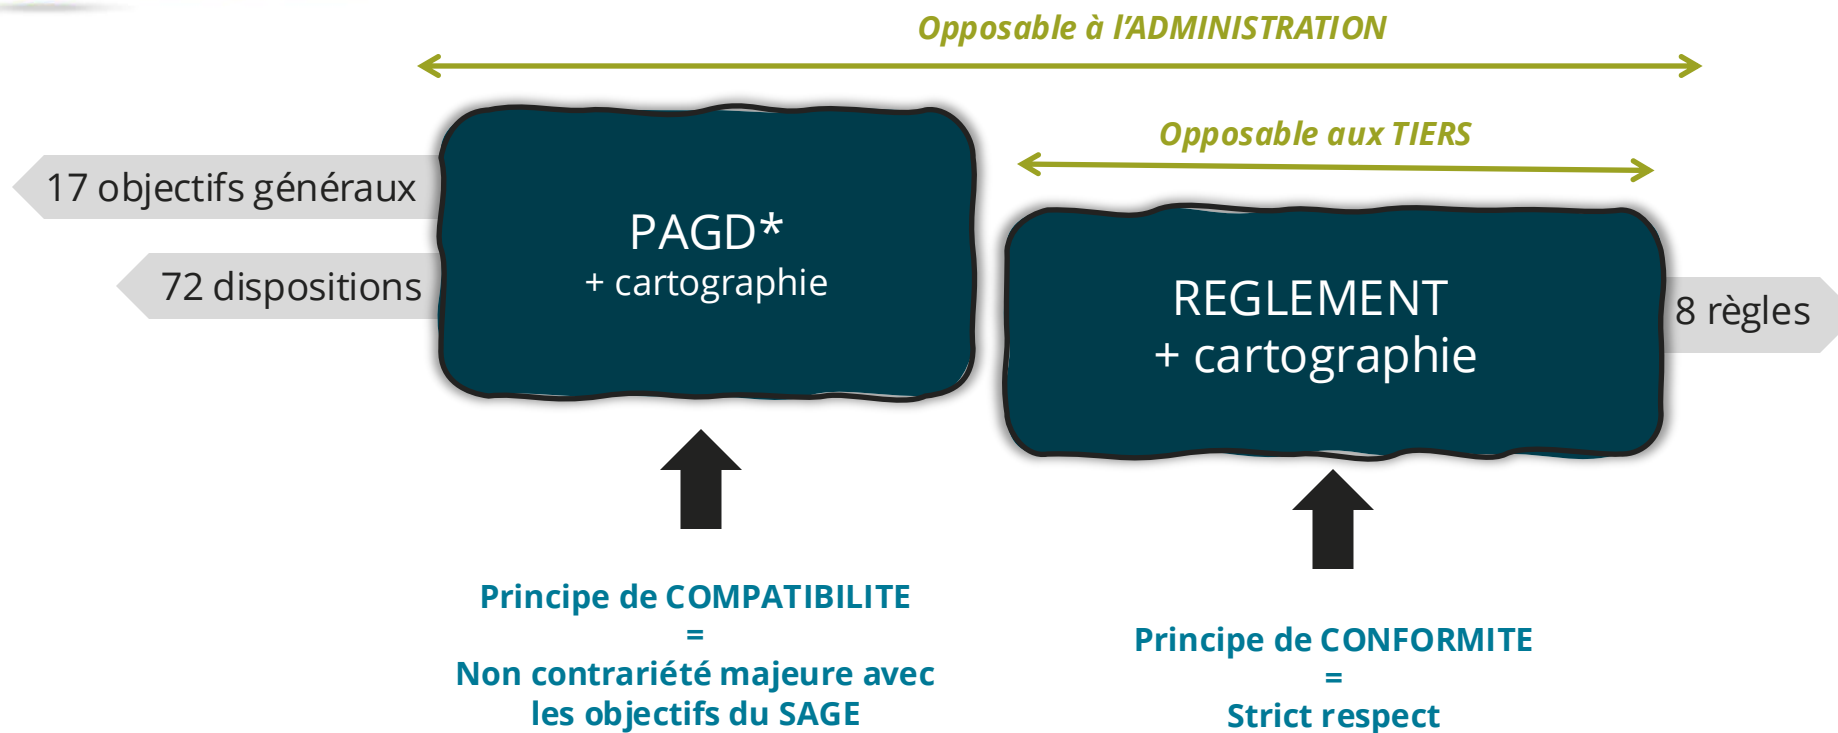 Opposable à l'ADMINISTRATION
Opposable aux TIERS
17 objectifs généraux
72 dispositions
PAGD*
+ cartographie
REGLEMENT
+ cartographie
8 règles
Principe de COMPATIBILITE
=
Non contrariété majeure avec
les objectifs du SAGE
Principe de CONFORMITE
=
Strict respect